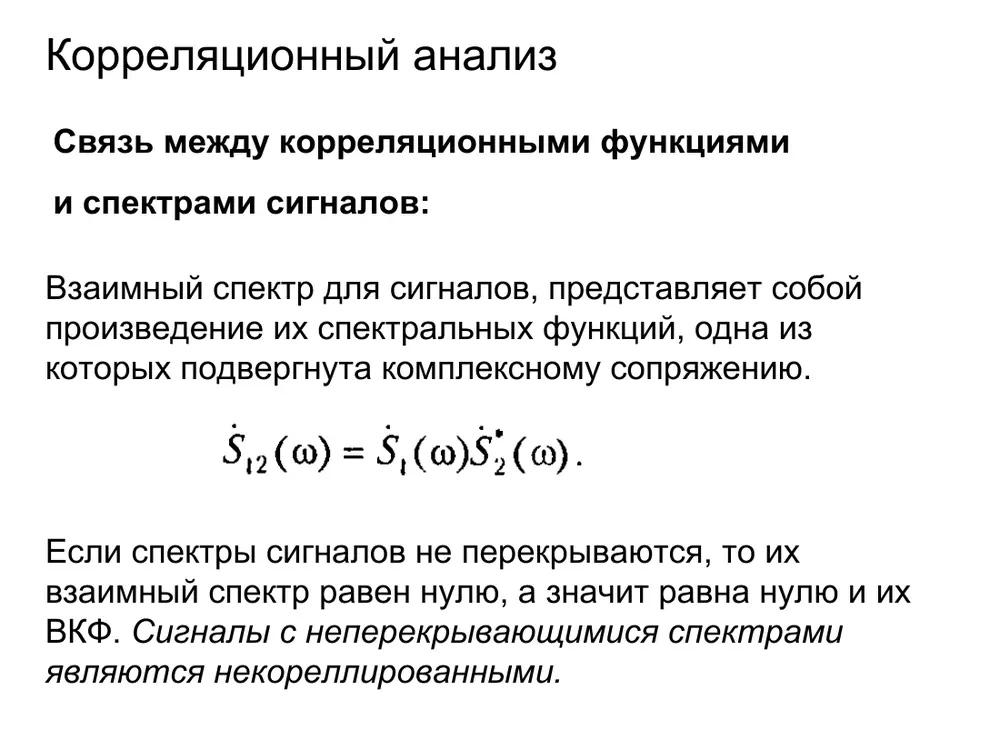 Корреляционный анализ
Связь между корреляционными функциями
и спектрами сигналов:
Взаимный спектр для сигналов, представляет собой
произведение их спектральных функций, одна из
которых подвергнута комплексному сопряжению.
Ṡ₁₂(ω) = Ṡ₁(ω)Ṡ₂*(ω).
Если спектры сигналов не перекрываются, то их
взаимный спектр равен нулю, а значит равна нулю и их
ВКФ. Сигналы с неперекрывающимися спектрами
являются некореллированными.